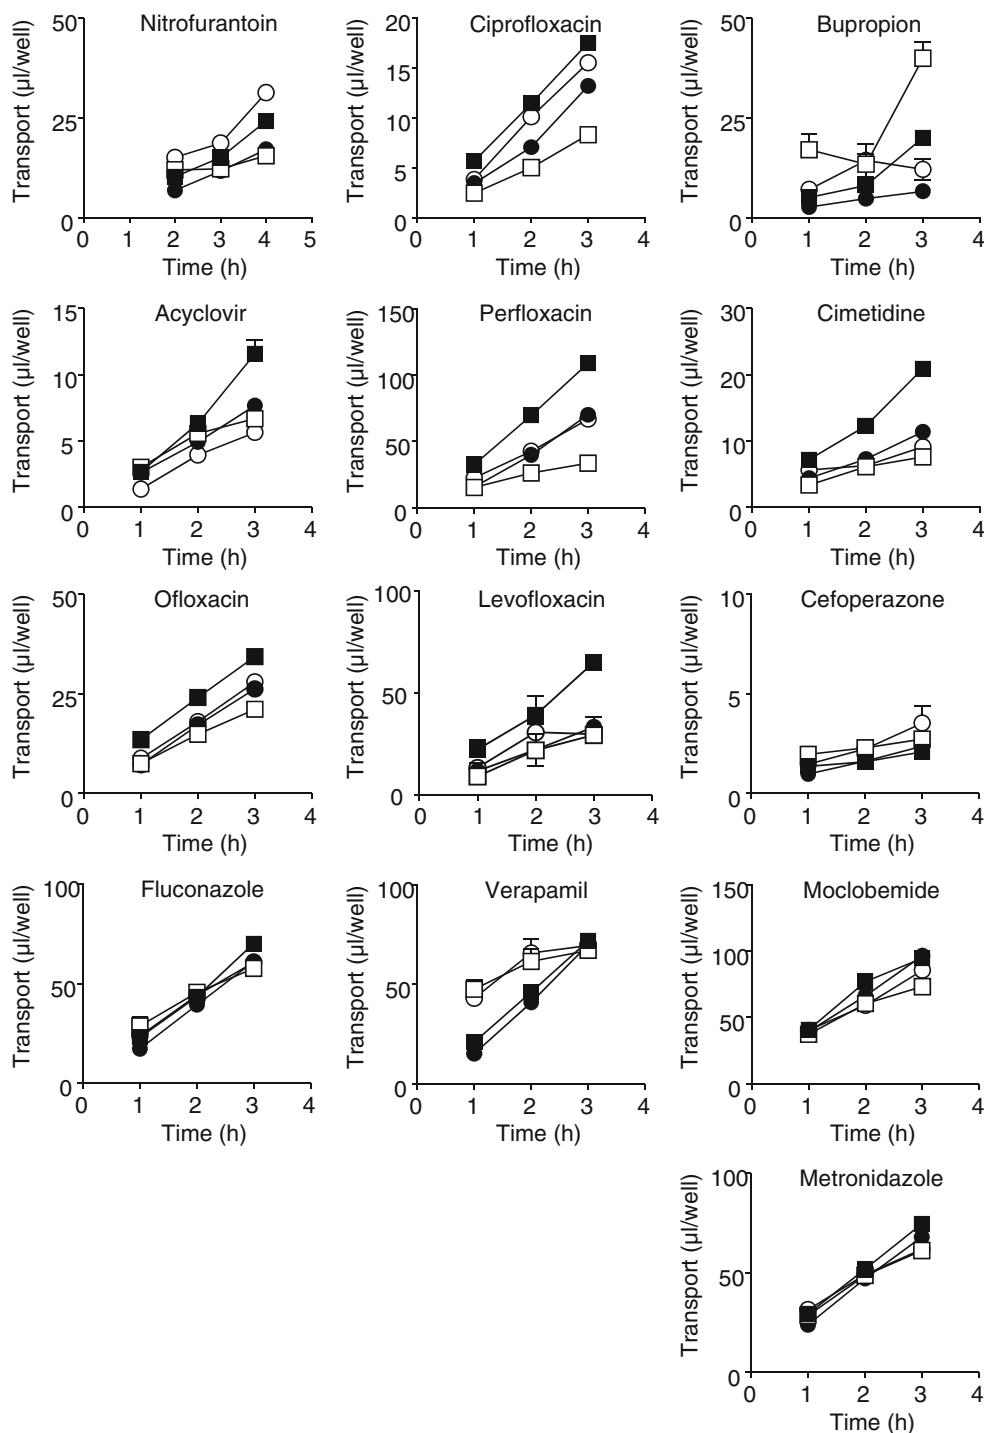 Nitrofurantoin
Transport (µl/well)
50
25
0
0 1 2 3 4 5
Time (h)
Ciprofloxacin
Transport (µl/well)
20
15
10
5
0
0 1 2 3 4
Time (h)
Bupropion
Transport (µl/well)
50
25
0
0 1 2 3 4
Time (h)
Acyclovir
Transport (µl/well)
15
10
5
0
0 1 2 3 4
Time (h)
Perfloxacin
Transport (µl/well)
150
100
50
0
0 1 2 3 4
Time (h)
Cimetidine
Transport (µl/well)
30
20
10
0
0 1 2 3 4
Time (h)
Ofloxacin
Transport (µl/well)
50
25
0
0 1 2 3 4
Time (h)
Levofloxacin
Transport (µl/well)
100
50
0
0 1 2 3 4
Time (h)
Cefoperazone
Transport (µl/well)
10
5
0
0 1 2 3 4
Time (h)
Fluconazole
Transport (µl/well)
100
50
0
0 1 2 3 4
Time (h)
Verapamil
Transport (µl/well)
100
50
0
0 1 2 3 4
Time (h)
Moclobemide
Transport (µl/well)
150
100
50
0
0 1 2 3 4
Time (h)
Metronidazole
Transport (µl/well)
100
50
0
0 1 2 3 4
Time (h)